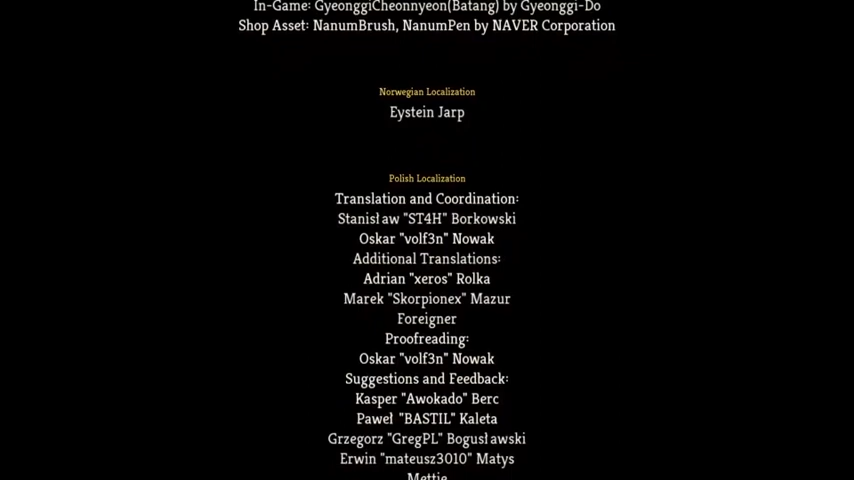 In-Game: GyeonggiCheonnyeon(Batang) by Gyeonggi-Do
Shop Asset: NanumBrush, NanumPen by NAVER Corporation
Norwegian Localization
Eystein Jarp
Polish Localization
Translation and Coordination:
Stanisław "ST4H" Borkowski
Oskar "volf3n" Nowak
Additional Translations:
Adrian "xeros" Rolka
Marek "Skorpionex" Mazur
Foreigner
Proofreading:
Oskar "volf3n" Nowak
Suggestions and Feedback:
Kasper "Awokado" Berc
Paweł "BASTIL" Kaleta
Grzegorz "GregPL" Bogusławski
Erwin "mateusz3010" Matys
Mettie